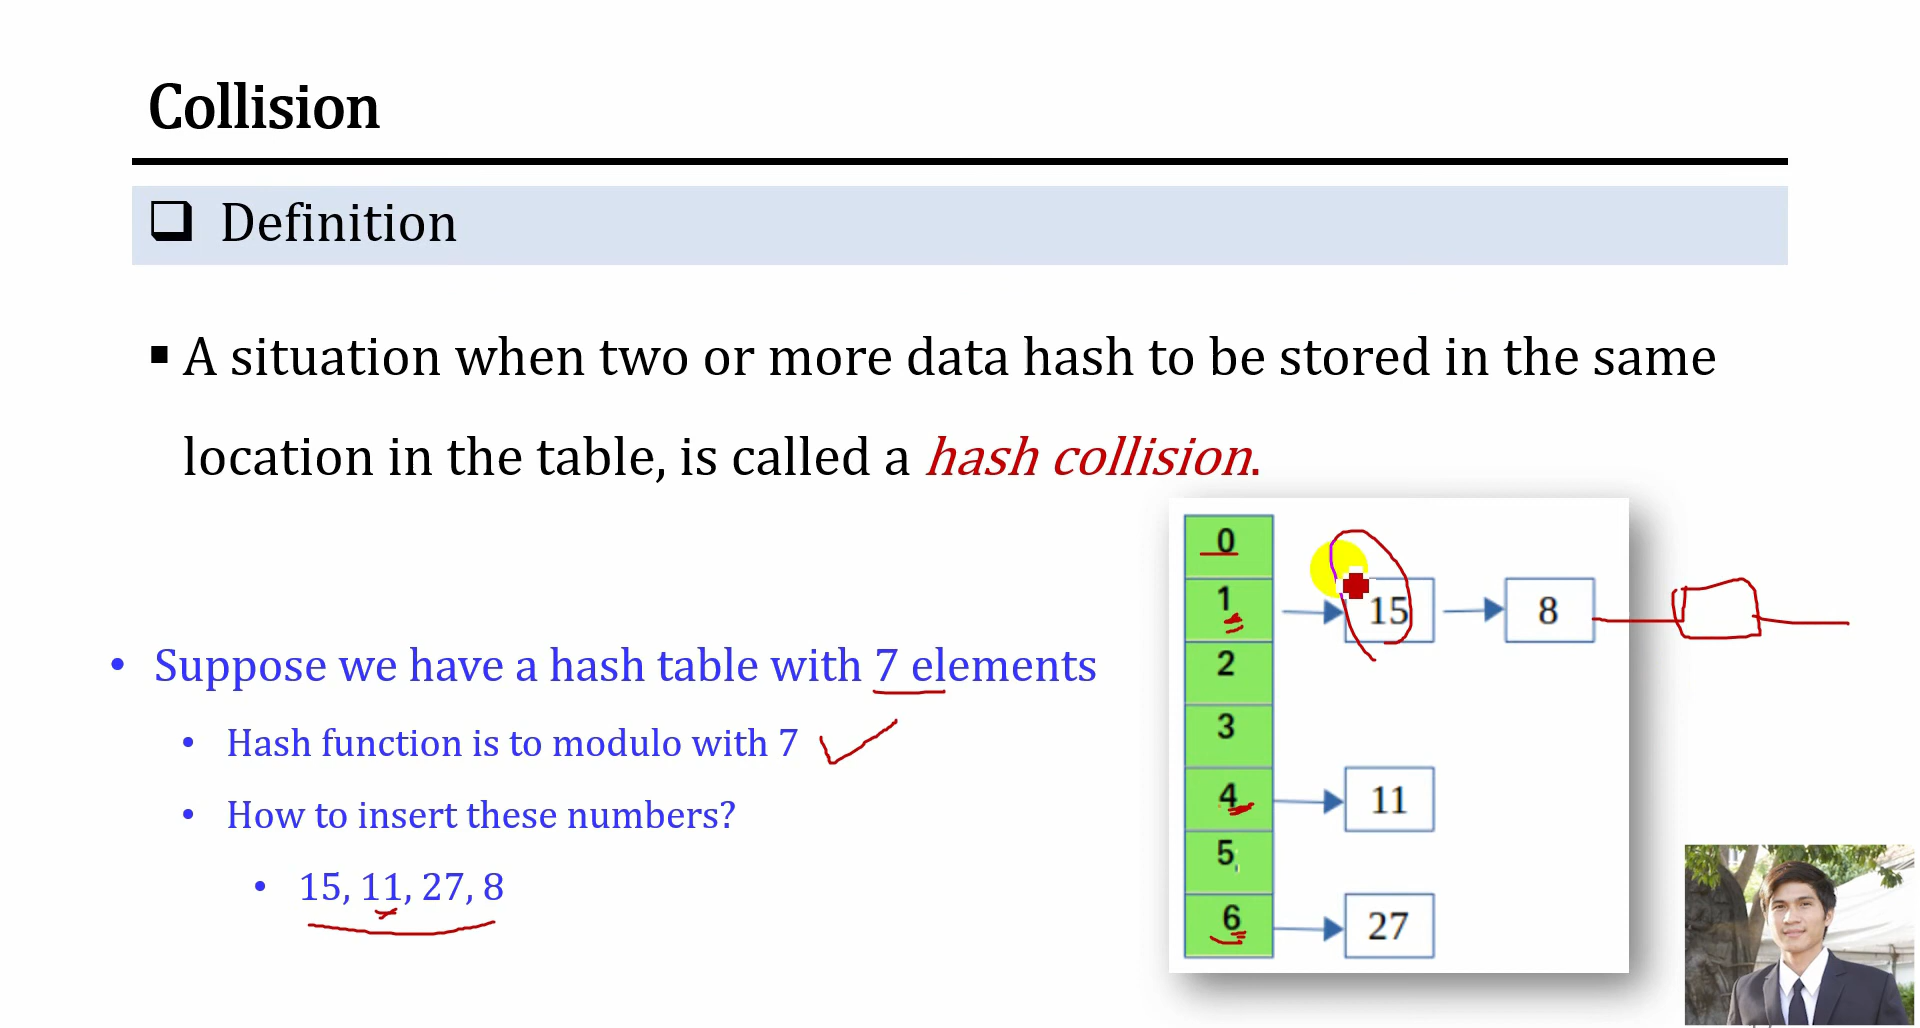 Collision
Definition
A situation when two or more data hash to be stored in the same
location in the table, is called a hash collision.
• Suppose we have a hash table with 7 elements
• Hash function is to modulo with 7
• How to insert these numbers?
• 15, 11, 27, 8
0
1 15 8
2
3
4 11
5
6 27